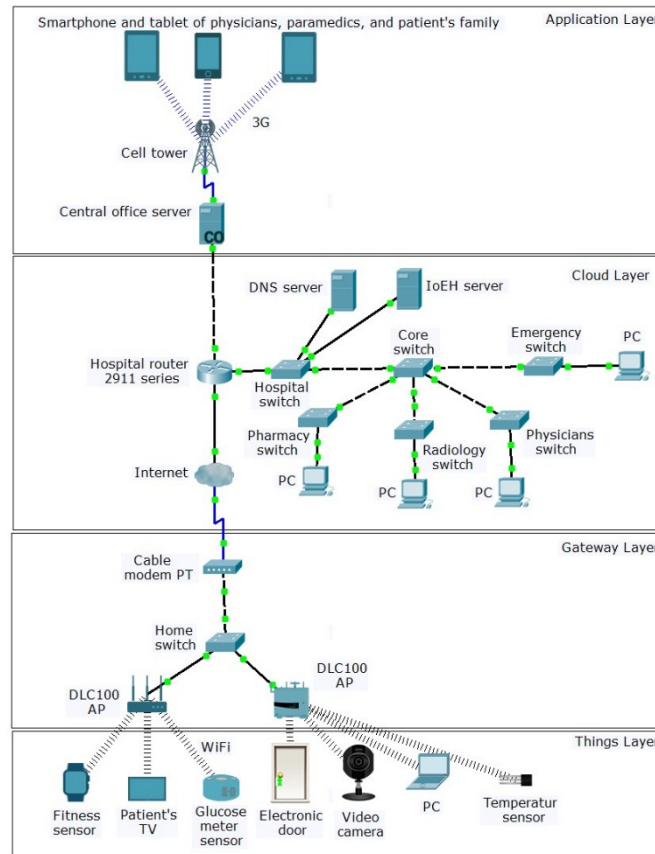 Smartphone and tablet of physicians, paramedics, and patient's family
Application Layer
3G
Cell tower
Central office server
CO
Cloud Layer
DNS server
IoEH server
Core
switch
Emergency
switch
PC
Hospital router
2911 series
Hospital
switch
Pharmacy
switch
Radiology
switch
Physicians
switch
Internet
PC
PC
PC
Gateway Layer
Cable
modem PT
Home
switch
DLC100
AP
DLC100
AP
WiFi
Things Layer
Fitness
sensor
Patient's
TV
Glucose
meter sensor
Electronic
door
Video
camera
PC
Temperatur
sensor